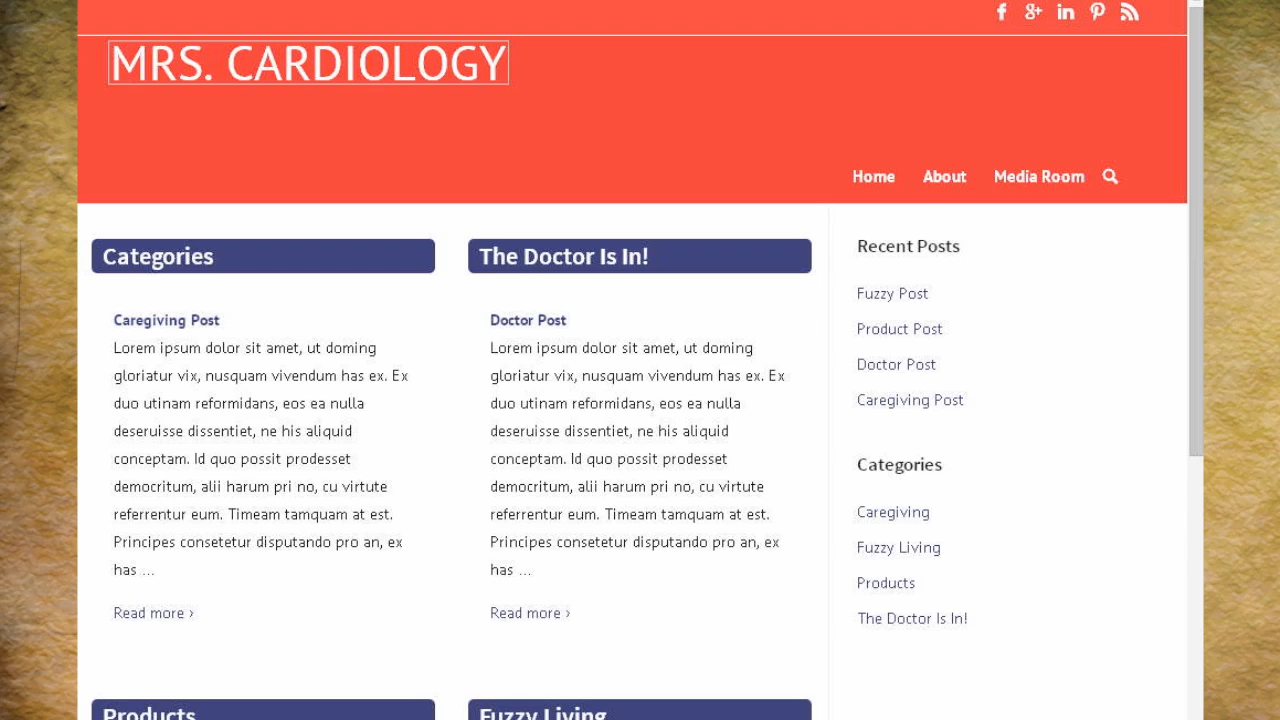 MRS. CARDIOLOGY
Home About Media Room
Categories
Caregiving Post
Lorem ipsum dolor sit amet, ut doming
gloriatur vix, nusquam vivendum has ex. Ex
duo utinam reformidans, eos ea nulla
deseruisse dissentiet, ne his aliquid
conceptam. Id quo possit prodesset
democritum, alii harum pri no, cu virtute
referrentur eum. Timeam tamquam at est.
Principes consetetur disputando pro an, ex
has ...
Read more ›
The Doctor Is In!
Doctor Post
Lorem ipsum dolor sit amet, ut doming
gloriatur vix, nusquam vivendum has ex. Ex
duo utinam reformidans, eos ea nulla
deseruisse dissentiet, ne his aliquid
conceptam. Id quo possit prodesset
democritum, alii harum pri no, cu virtute
referrentur eum. Timeam tamquam at est.
Principes consetetur disputando pro an, ex
has ...
Read more ›
Products
Fuzzy Living
Recent Posts
Fuzzy Post
Product Post
Doctor Post
Caregiving Post
Categories
Caregiving
Fuzzy Living
Products
The Doctor Is In!